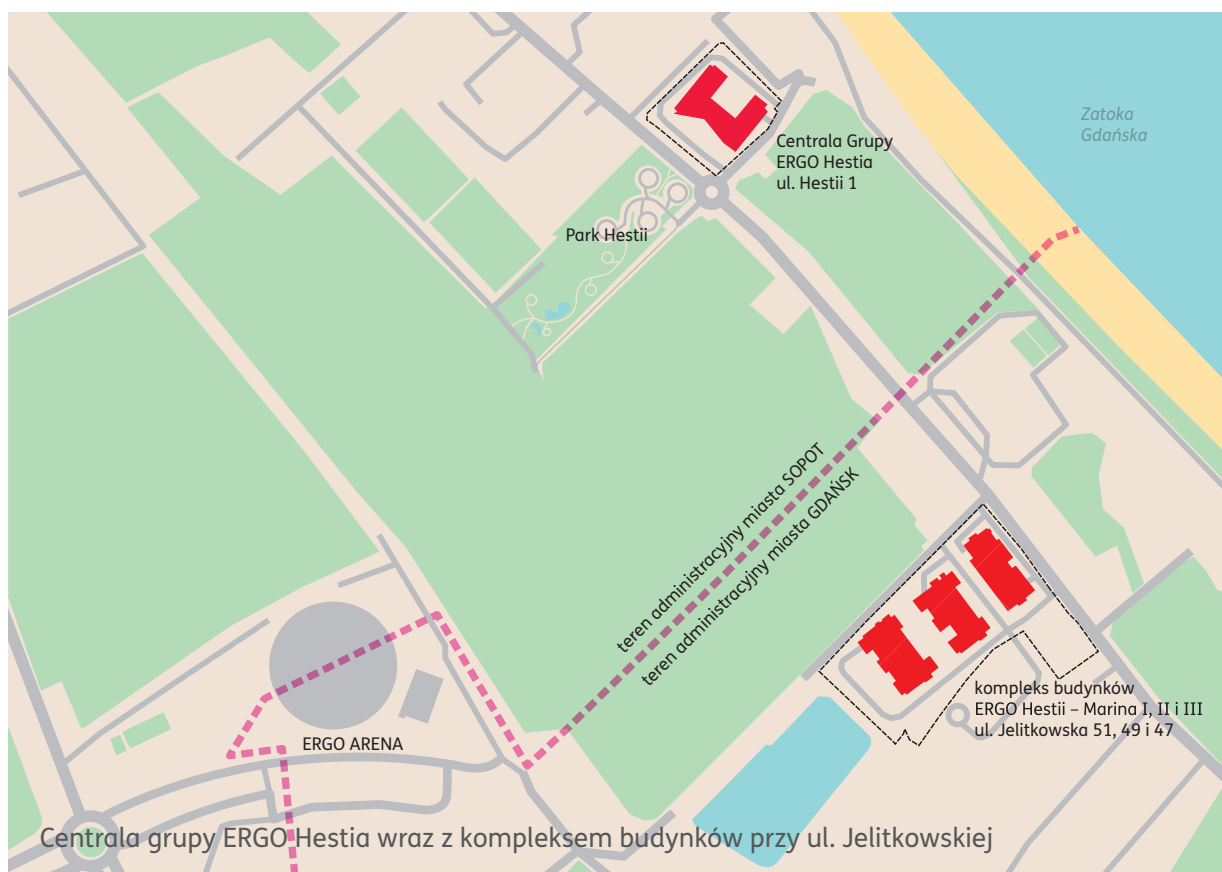 Zatoka
Gdańska
Centrala Grupy
ERGO Hestia
ul. Hestii 1
Park Hestii
teren administracyjny miasta SOPOT
teren administracyjny miasta GDAŃSK
kompleks budynków
ERGO Hestii – Marina I, II i III
ul. Jelitkowska 51, 49 i 47
ERGO ARENA
Centrala grupy ERGO Hestia wraz z kompleksem budynków przy ul. Jelitkowskiej